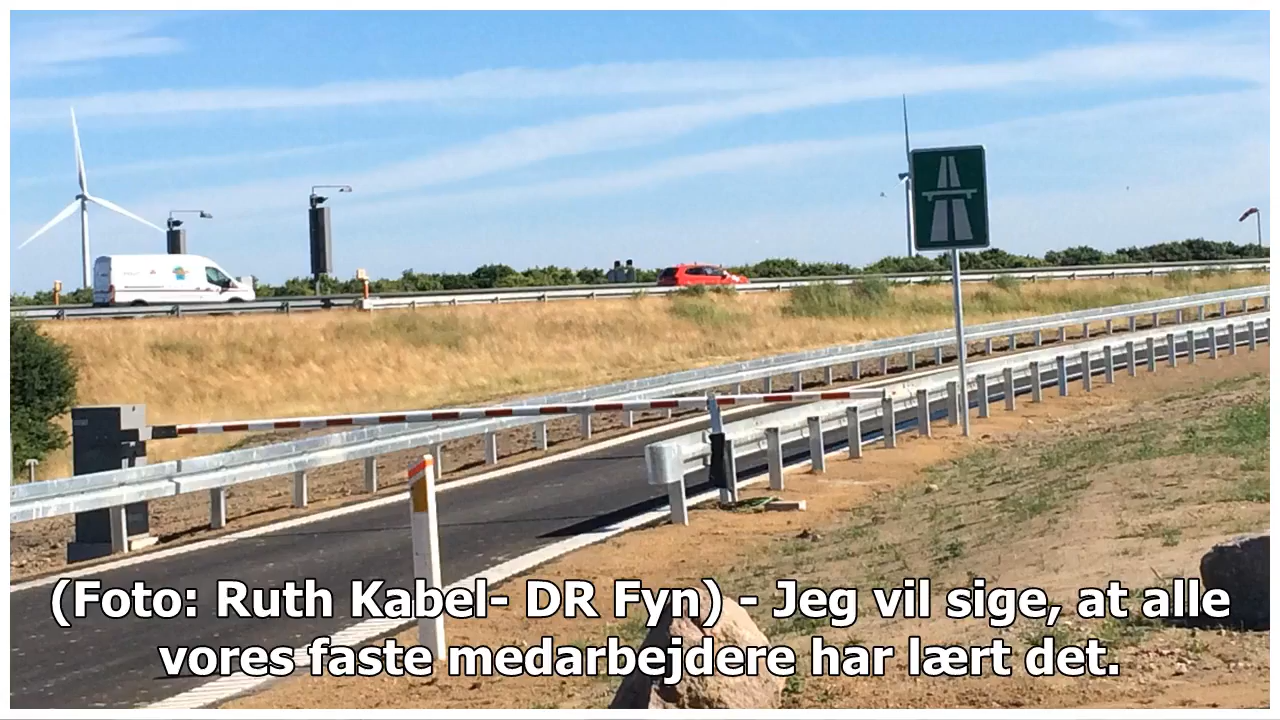 (Foto: Ruth Kabel- DR Fyn) - Jeg vil sige, at alle
vores faste medarbejdere har lært det.